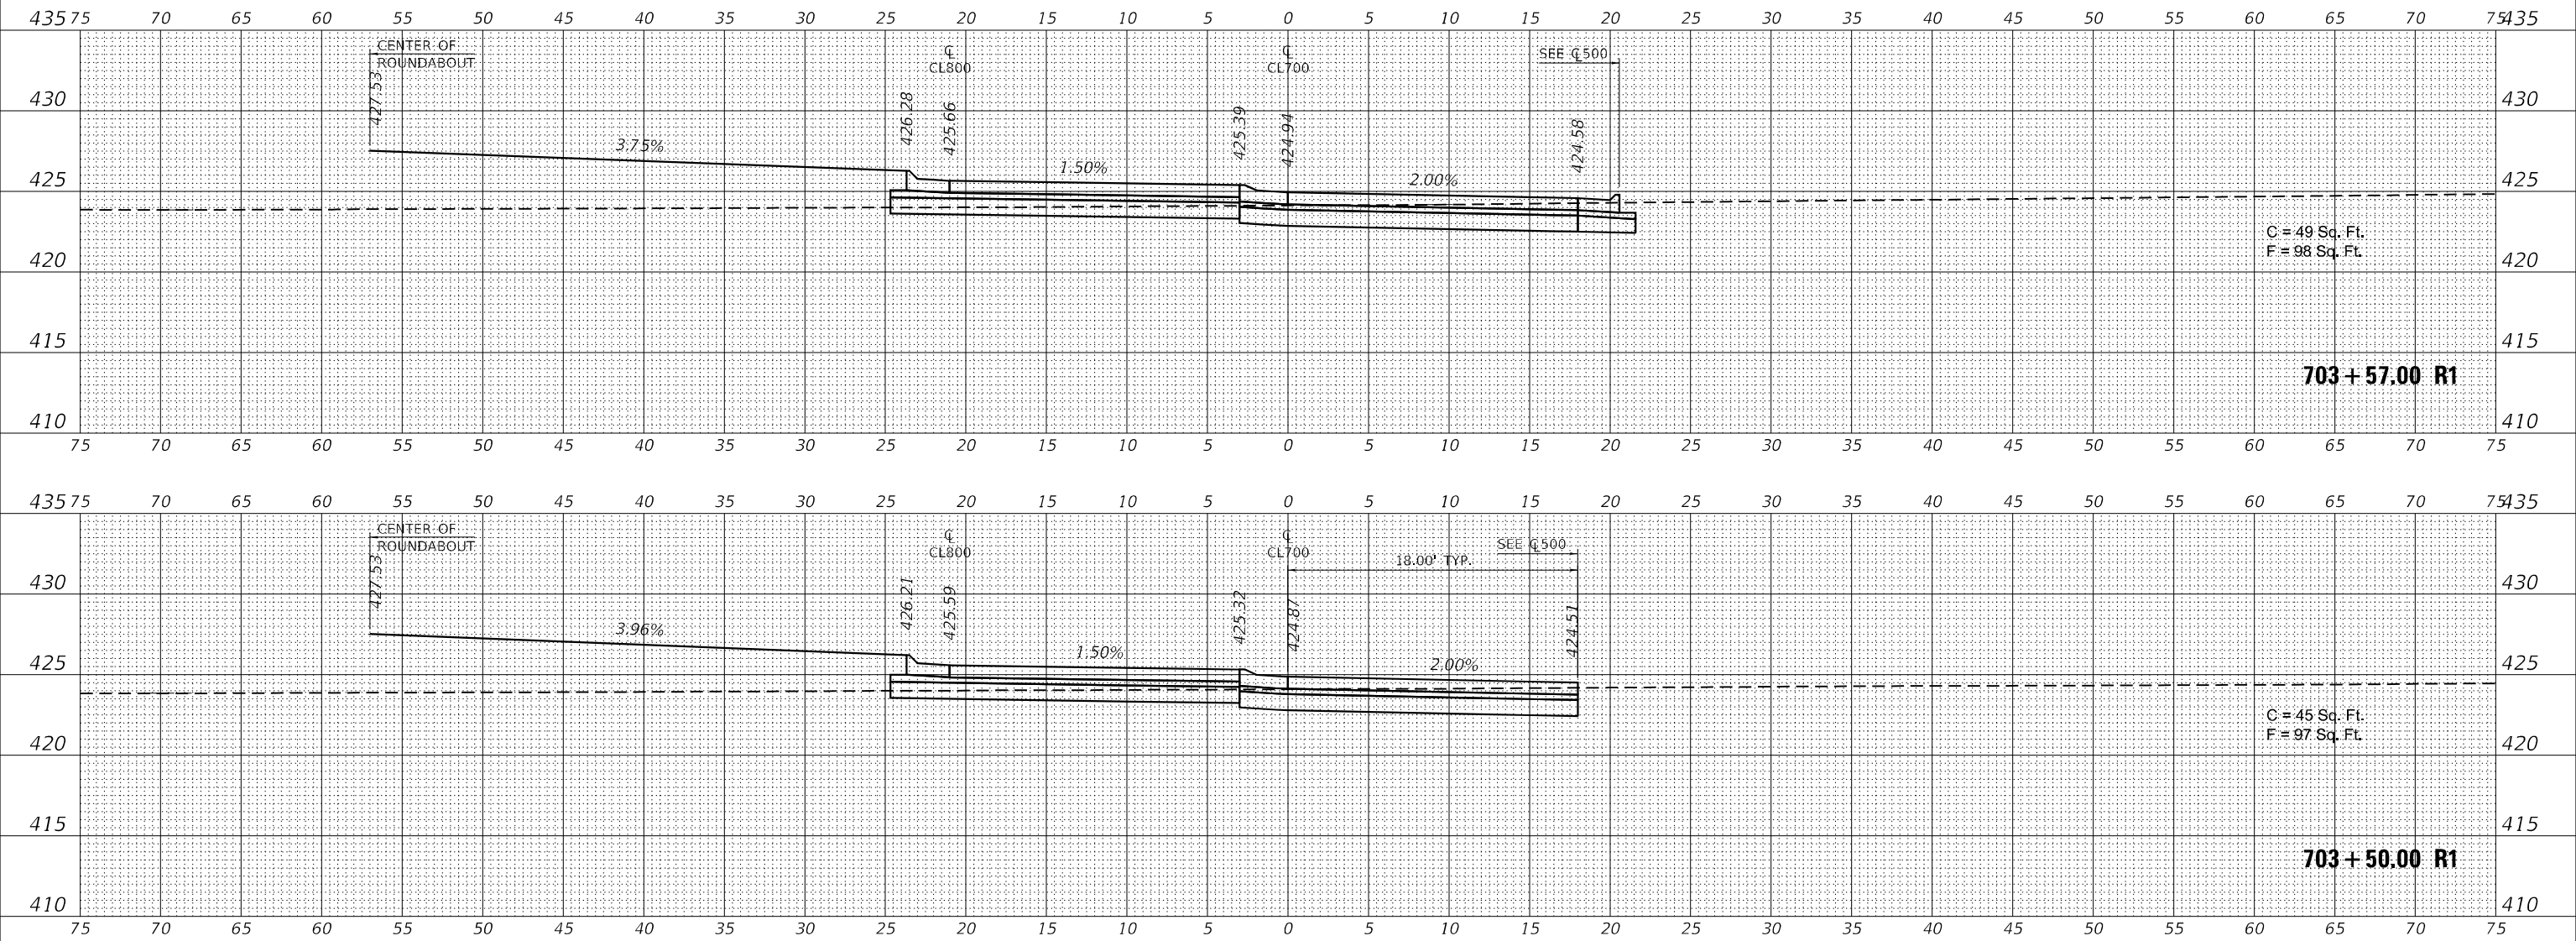 435 75 70 65 60 55 50 45 40 35 30 25 20 15 10 5 0 5 10 15 20 25 30 35 40 45 50 55 60 65 70 75 435
CENTER OF
ROUNDABOUT
427.53
℄
CL800
℄
CL700
SEE ℄500
426.28
425.66
425.39
424.94
424.58
430 430
3.75%
1.50%
2.00%
425 425
C = 49 Sq. Ft.
F = 98 Sq. Ft.
420 420
415 415
703 + 57.00 R1
410 410
75 70 65 60 55 50 45 40 35 30 25 20 15 10 5 0 5 10 15 20 25 30 35 40 45 50 55 60 65 70 75
435 75 70 65 60 55 50 45 40 35 30 25 20 15 10 5 0 5 10 15 20 25 30 35 40 45 50 55 60 65 70 75 435
CENTER OF
ROUNDABOUT
427.53
℄
CL800
℄
CL700
SEE ℄500
18.00' TYP.
426.21
425.59
425.32
424.87
424.51
430 430
3.96%
1.50%
2.00%
425 425
C = 45 Sq. Ft.
F = 97 Sq. Ft.
420 420
415 415
703 + 50.00 R1
410 410
75 70 65 60 55 50 45 40 35 30 25 20 15 10 5 0 5 10 15 20 25 30 35 40 45 50 55 60 65 70 75